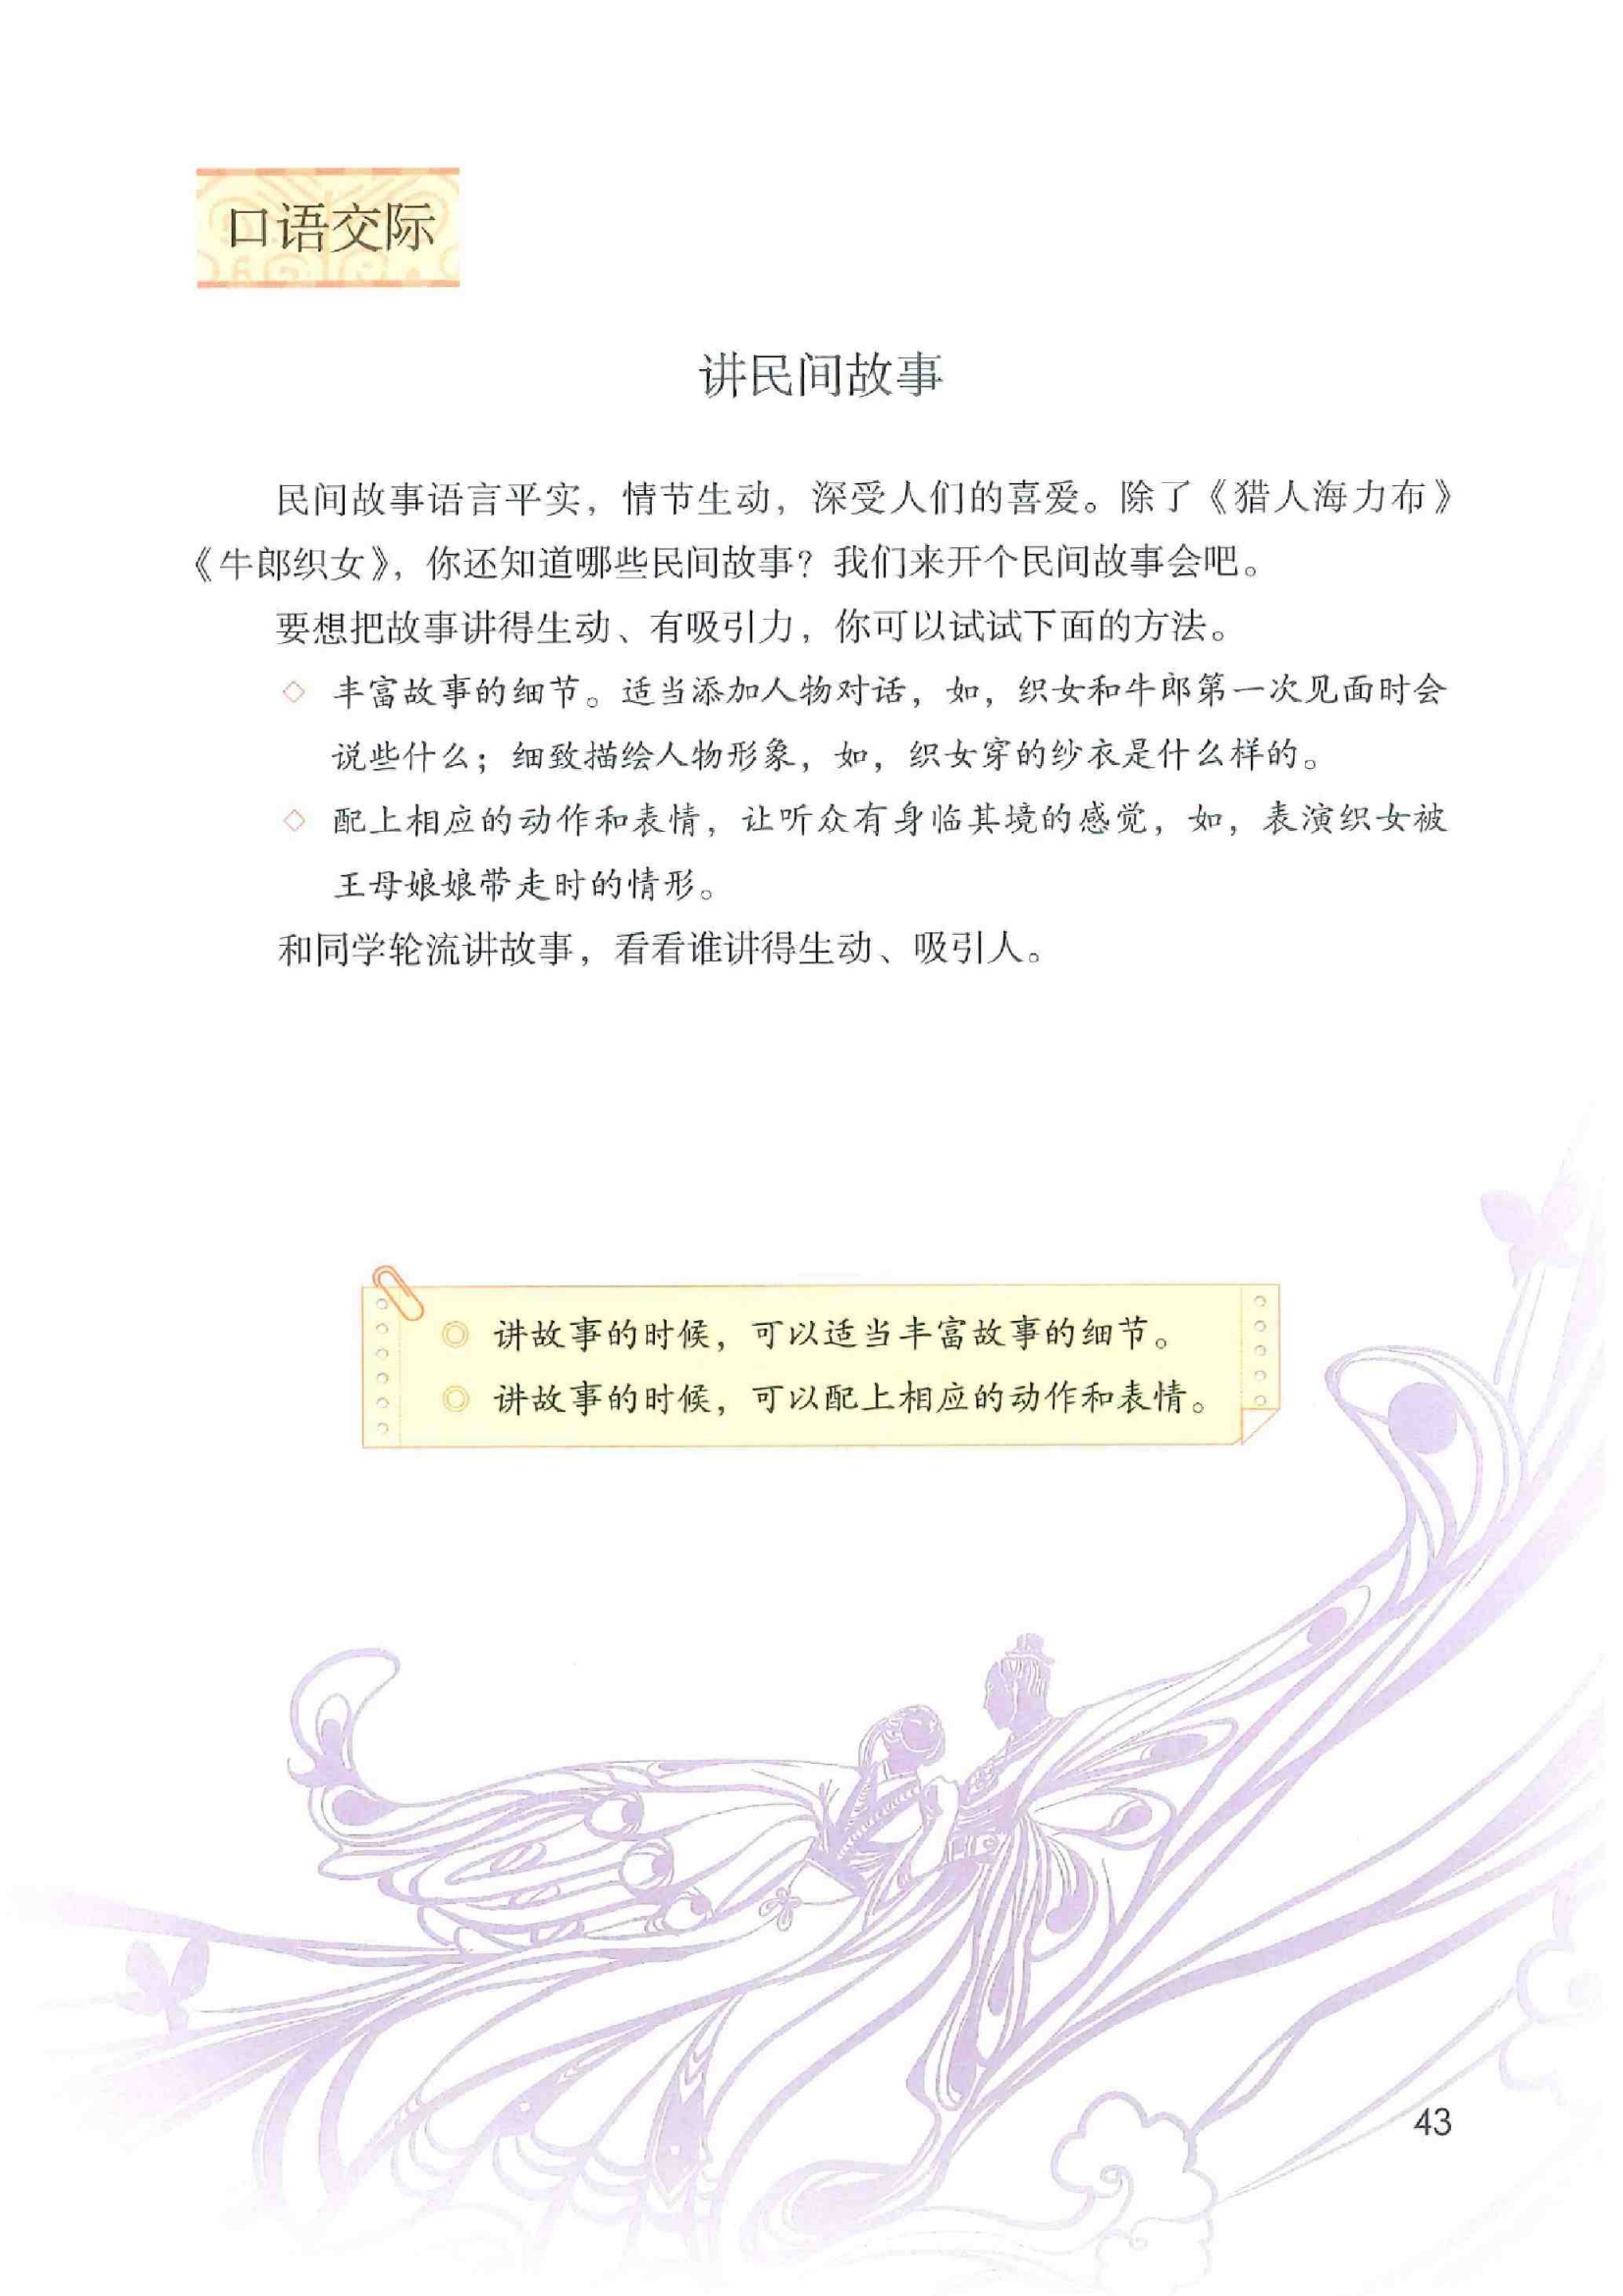 口语交际
讲民间故事
民间故事语言平实，情节生动，深受人们的喜爱。除了《猎人海力布》
《牛郎织女》，你还知道哪些民间故事？我们来开个民间故事会吧。
要想把故事讲得生动、有吸引力，你可以试试下面的方法。
◇ 丰富故事的细节。适当添加人物对话，如，织女和牛郎第一次见面时会
说些什么；细致描绘人物形象，如，织女穿的纱衣是什么样的。
◇ 配上相应的动作和表情，让听众有身临其境的感觉，如，表演织女被
王母娘娘带走时的情形。
和同学轮流讲故事，看看谁讲得生动、吸引人。
◎ 讲故事的时候，可以适当丰富故事的细节。
◎ 讲故事的时候，可以配上相应的动作和表情。
43